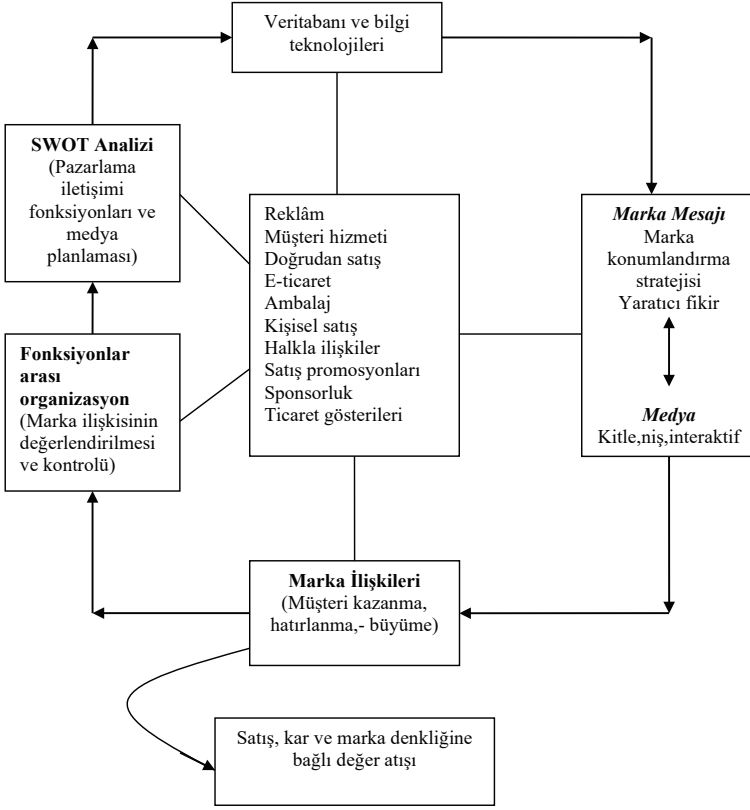 Veritabanı ve bilgi
teknolojileri
SWOT Analizi
(Pazarlama
iletişimi
fonksiyonları ve
medya
planlaması)
Reklâm
Müşteri hizmeti
Doğrudan satış
E-ticaret
Ambalaj
Kişisel satış
Halkla ilişkiler
Satış promosyonları
Sponsorluk
Ticaret gösterileri
Marka Mesajı
Marka
konumlandırma
stratejisi
Yaratıcı fikir
Medya
Kitle,niş,interaktif
Fonksiyonlar
arası
organizasyon
(Marka ilişkisinin
değerlendirilmesi
ve kontrolü)
Marka İlişkileri
(Müşteri kazanma,
hatırlanma,- büyüme)
Satış, kar ve marka denkliğine
bağlı değer atışı